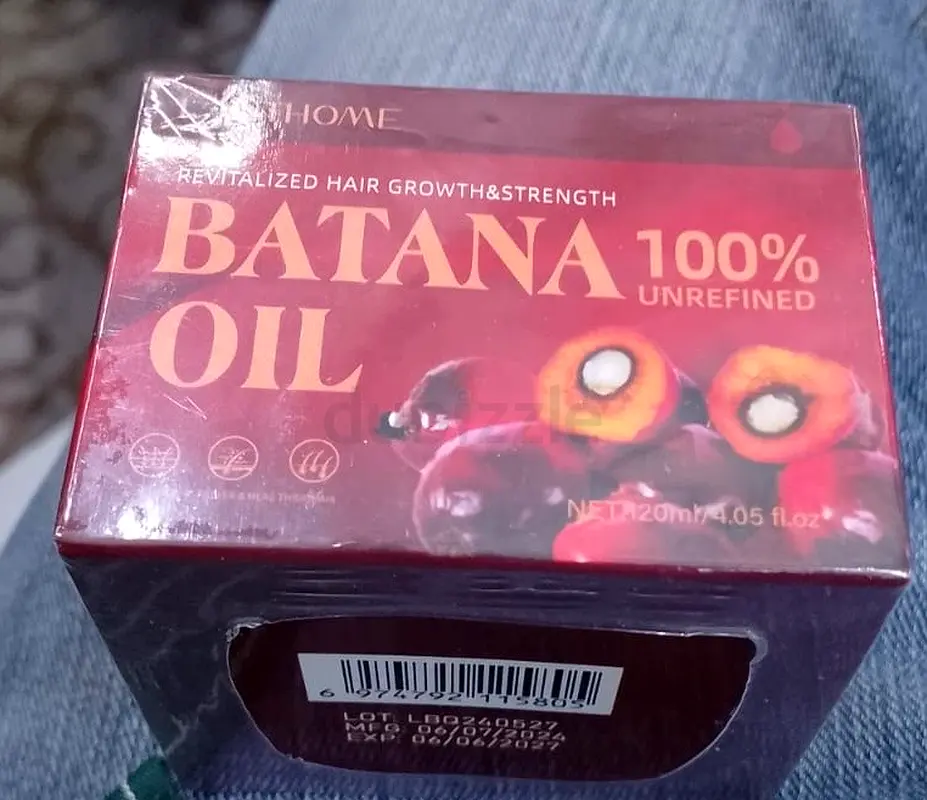 HOME
REVITALIZED HAIR GROWTH&STRENGTH
BATANA
OIL
100%
UNREFINED
dubizzle
NET:120ml/4.05 fl.oz
6 974792 115805
LOT: LBQ240527
MFG: 06/07/2024
EXP: 06/06/2027